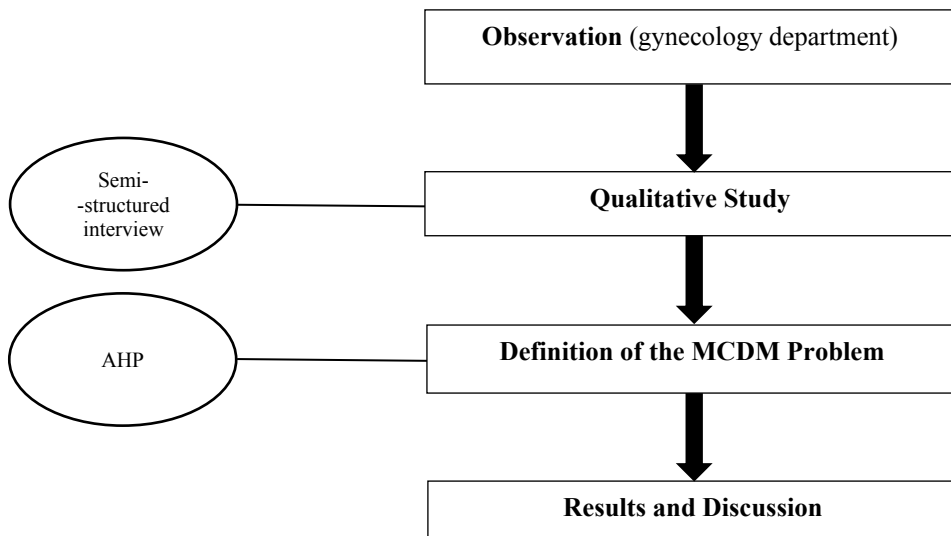 Observation (gynecology department)
Semi-
-structured
interview
Qualitative Study
AHP
Definition of the MCDM Problem
Results and Discussion